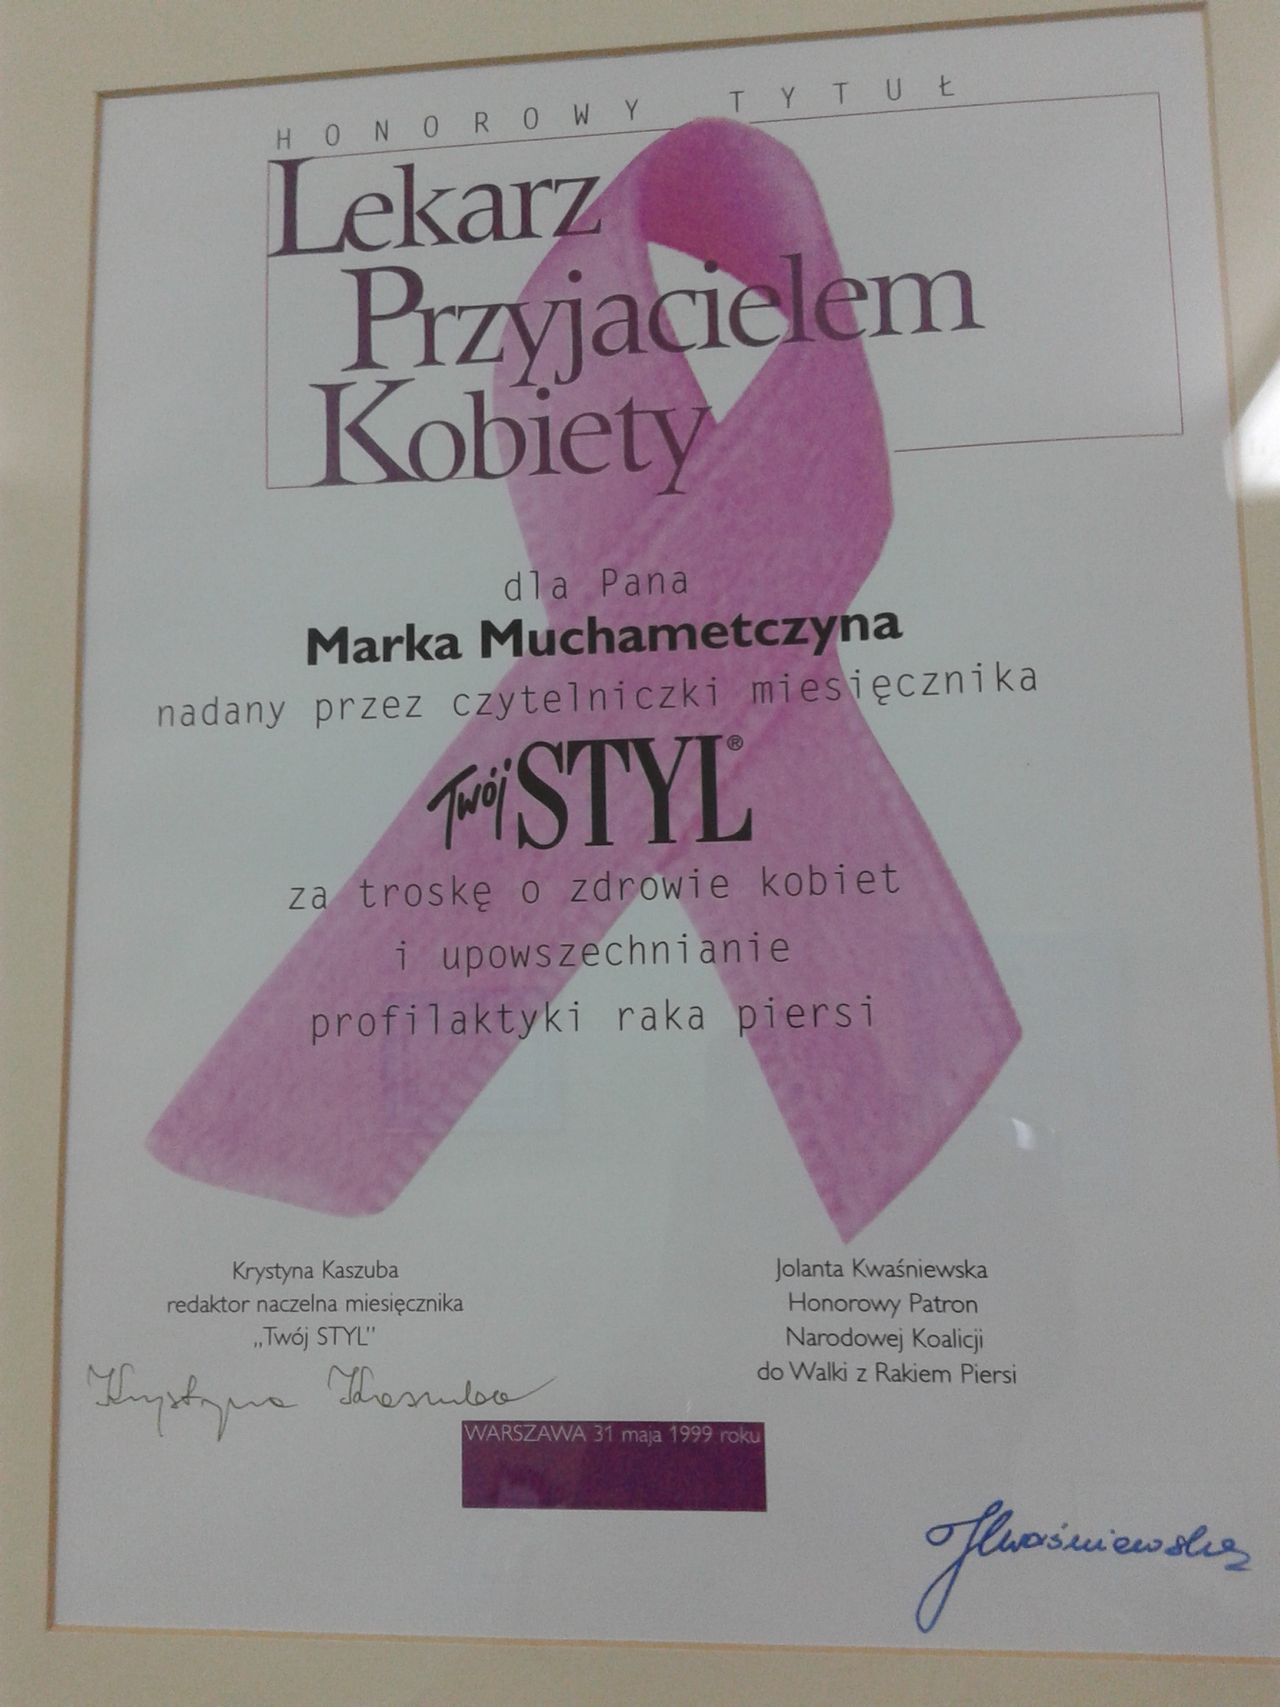 HONOROWY TYTUŁ
Lekarz
Przyjacielem
Kobiety
dla Pana
Marka Muchametczyna
nadany przez czytelniczki miesięcznika
Twój STYL®
za troskę o zdrowie kobiet
i upowszechnianie
profilaktyki raka piersi
Krystyna Kaszuba
redaktor naczelna miesięcznika
„Twój STYL"
Krystyna Kaszuba
Jolanta Kwaśniewska
Honorowy Patron
Narodowej Koalicji
do Walki z Rakiem Piersi
WARSZAWA 31 maja 1999 roku
JKwaśniewska